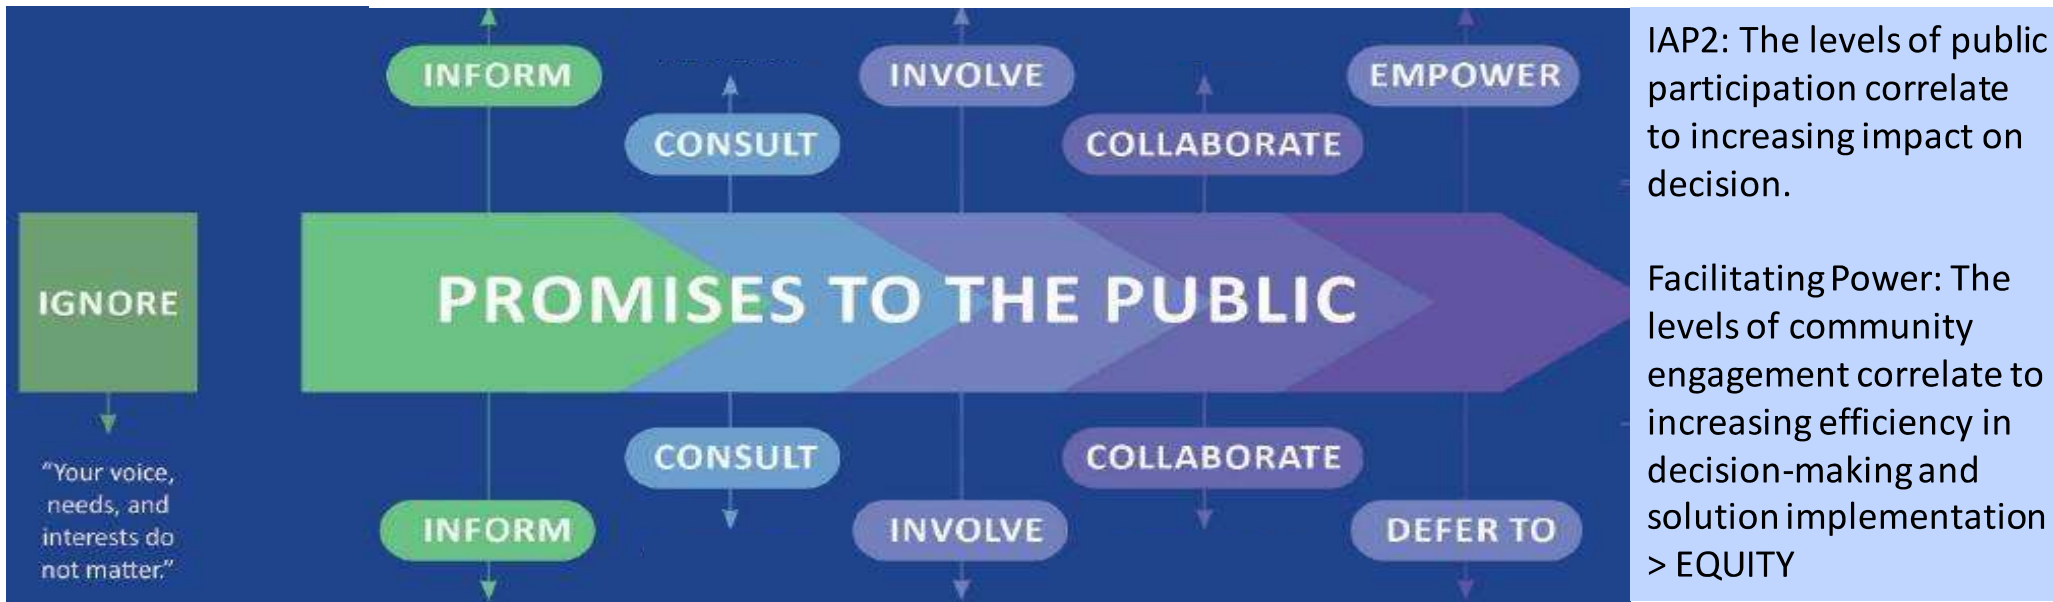 INFORM
INVOLVE
EMPOWER
CONSULT
COLLABORATE
IGNORE
PROMISES TO THE PUBLIC
CONSULT
COLLABORATE
INFORM
INVOLVE
DEFER TO
“Your voice,
needs, and
interests do
not matter.”
IAP2: The levels of public
participation correlate
to increasing impact on
decision.
Facilitating Power: The
levels of community
engagement correlate to
increasing efficiency in
decision-making and
solution implementation
> EQUITY